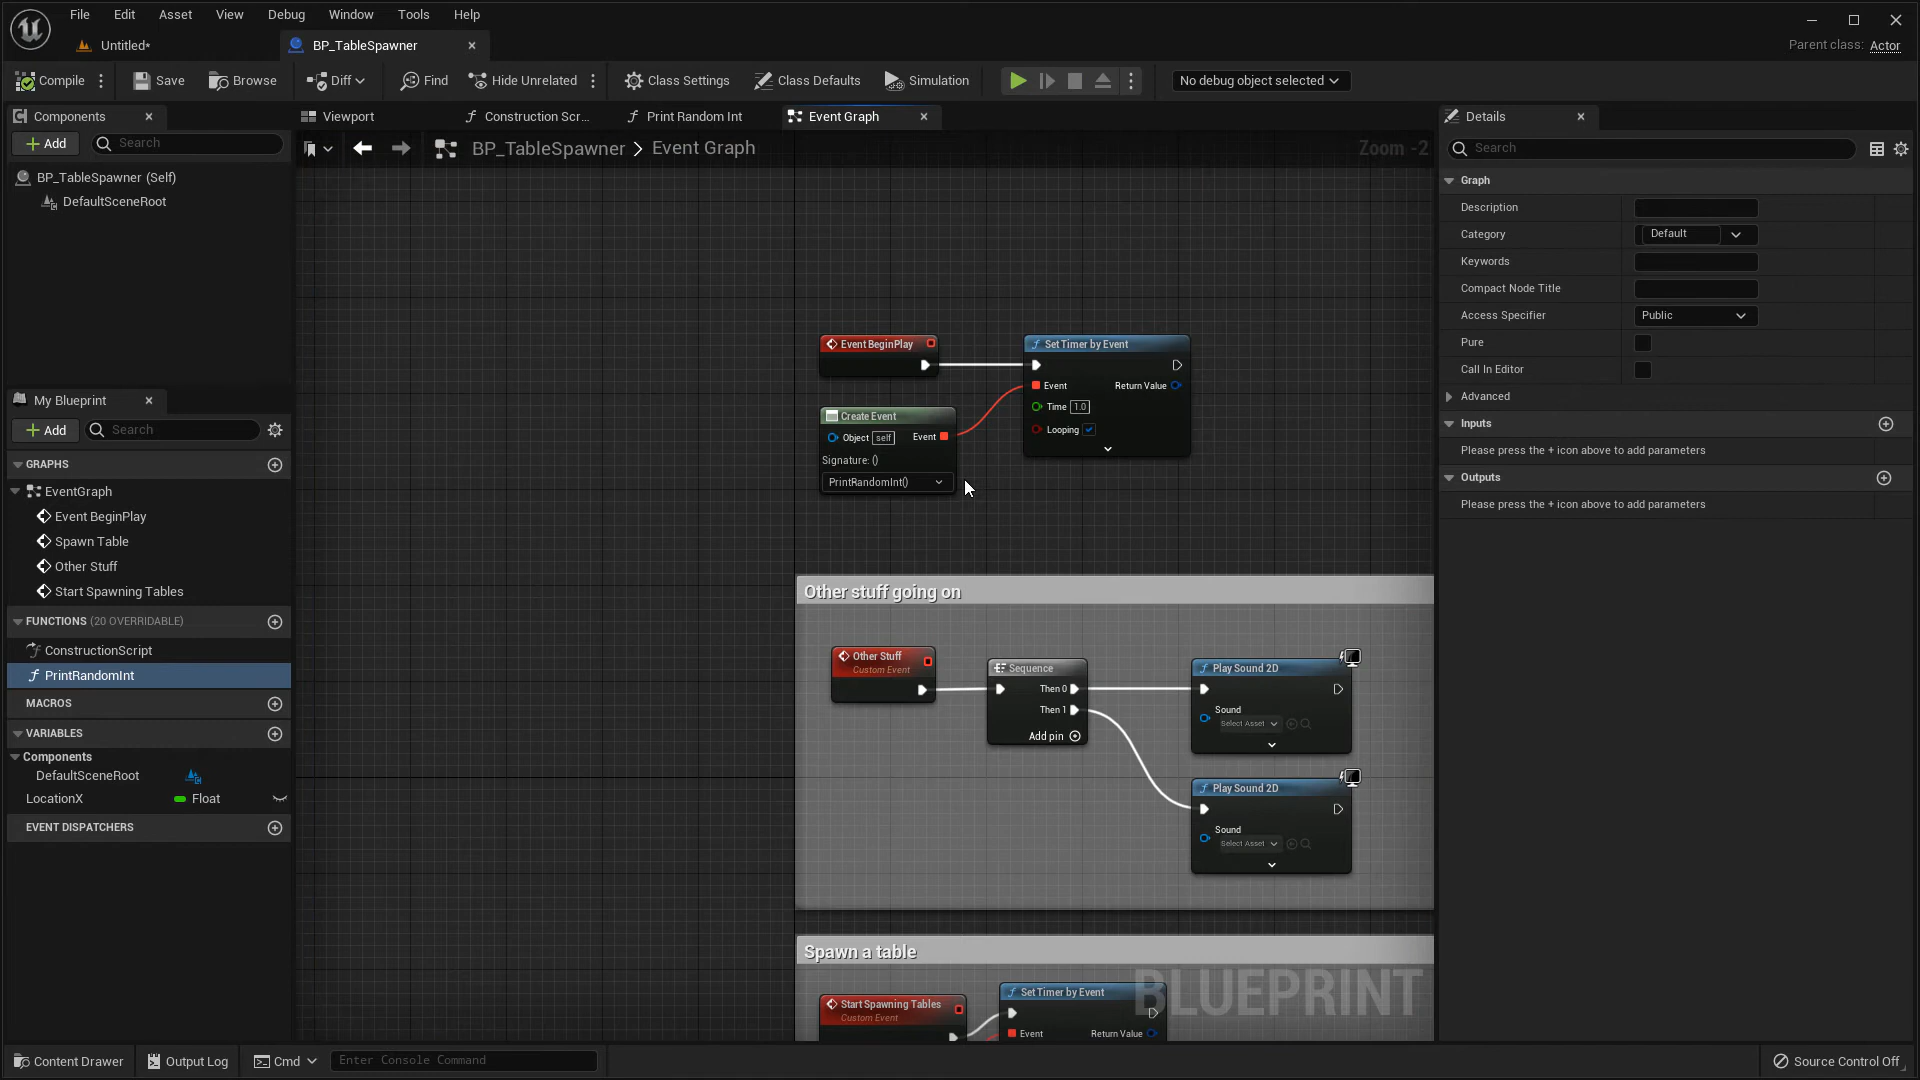 File Edit Asset View Debug Window Tools Help
Untitled* BP_TableSpawner Parent class: Actor
Compile Save Browse Diff Find Hide Unrelated Class Settings Class Defaults Simulation No debug object selected
Components Viewport Construction Scr... Print Random Int Event Graph Details
Add Search BP_TableSpawner > Event Graph Zoom -2 Search
BP_TableSpawner (Self)
DefaultSceneRoot
My Blueprint
Add Search
GRAPHS
EventGraph
Event BeginPlay
Spawn Table
Other Stuff
Start Spawning Tables
FUNCTIONS (20 OVERRIDABLE)
ConstructionScript
PrintRandomInt
MACROS
VARIABLES
Components
DefaultSceneRoot
LocationX Float
EVENT DISPATCHERS
Event BeginPlay
Create Event
Object self Event
Signature: ()
PrintRandomInt()
Set Timer by Event
Event Return Value
Time 1.0
Looping
Other stuff going on
Other Stuff
Custom Event
Sequence
Then 0
Then 1
Add pin
Play Sound 2D
Sound
Select Asset
Play Sound 2D
Sound
Select Asset
Spawn a table
Start Spawning Tables
Custom Event
Set Timer by Event
Event Return Value
BLUEPRINT
Graph
Description
Category Default
Keywords
Compact Node Title
Access Specifier Public
Pure
Call In Editor
Advanced
Inputs
Please press the + icon above to add parameters
Outputs
Please press the + icon above to add parameters
Content Drawer Output Log Cmd Enter Console Command Source Control Off